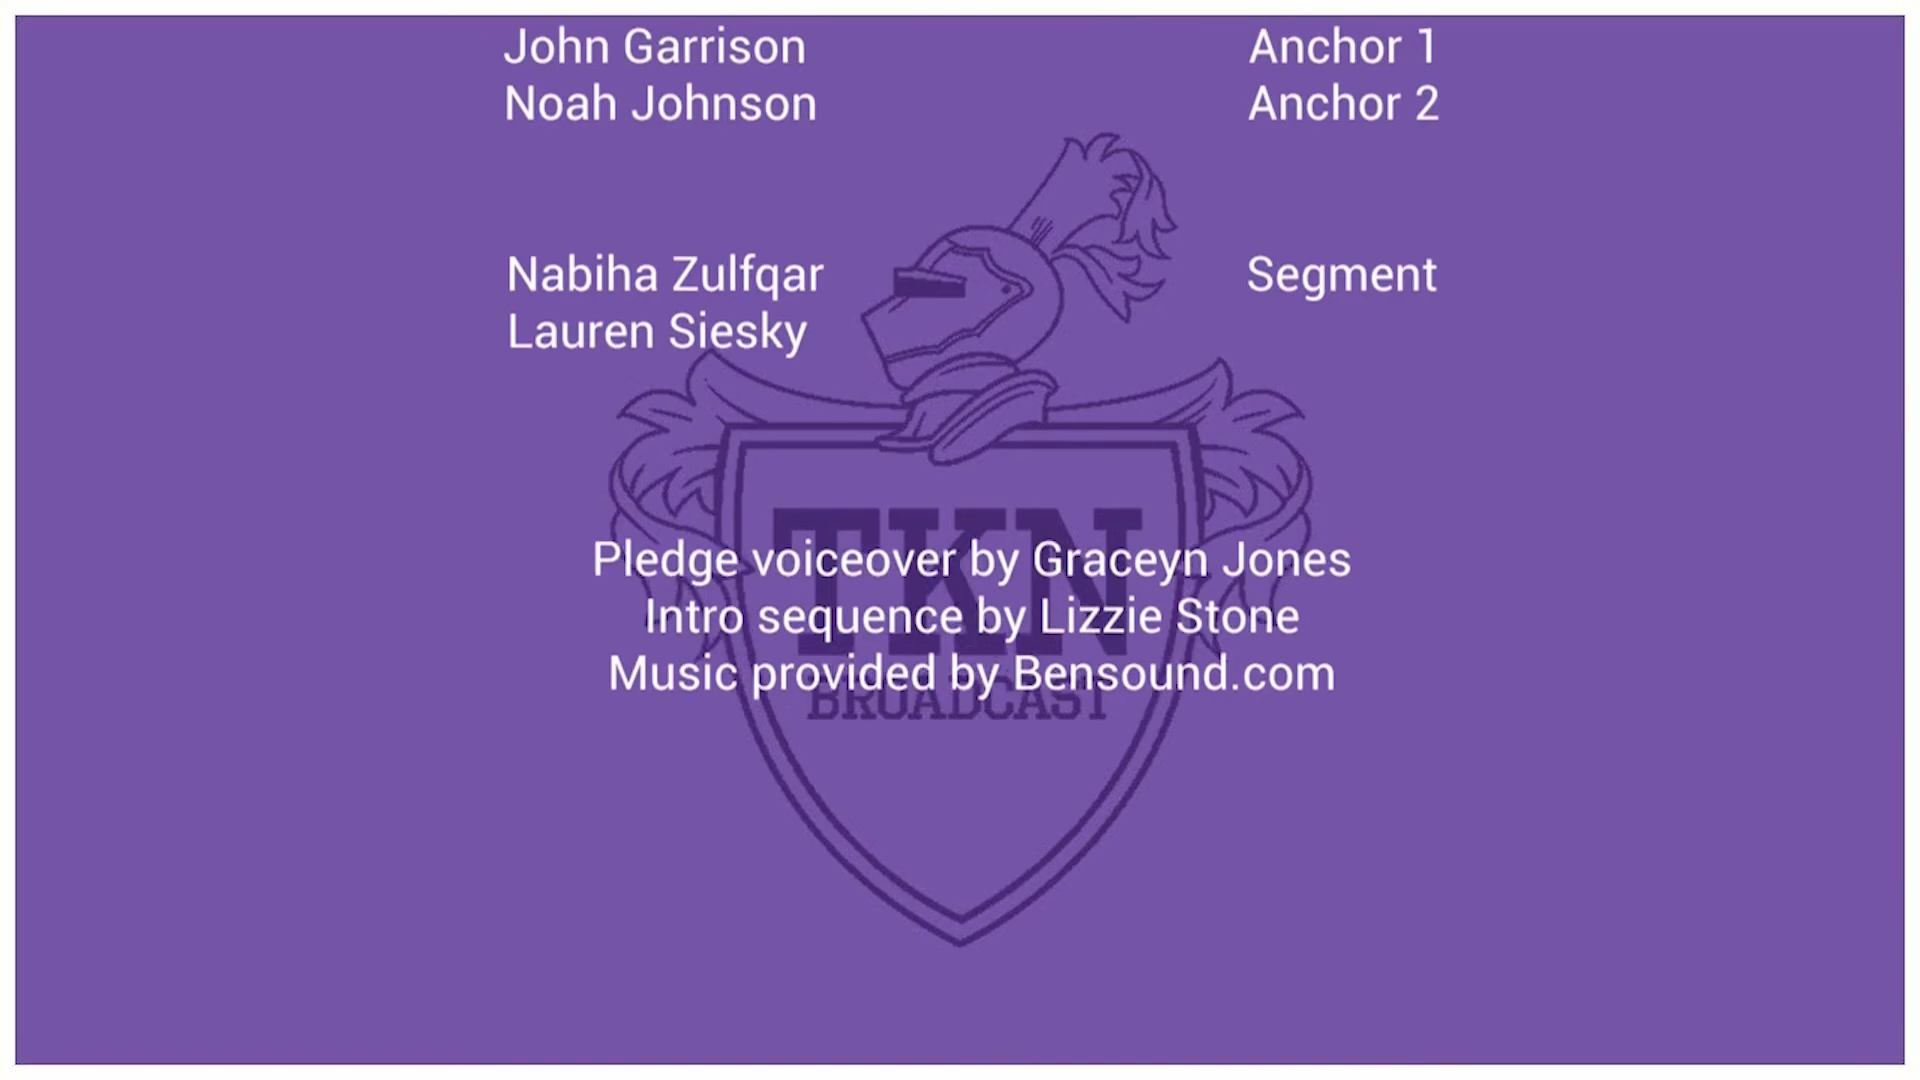 John Garrison Anchor 1
Noah Johnson Anchor 2
Nabiha Zulfqar Segment
Lauren Siesky
TKN
Pledge voiceover by Graceyn Jones
Intro sequence by Lizzie Stone
Music provided by Bensound.com
BROADCAST